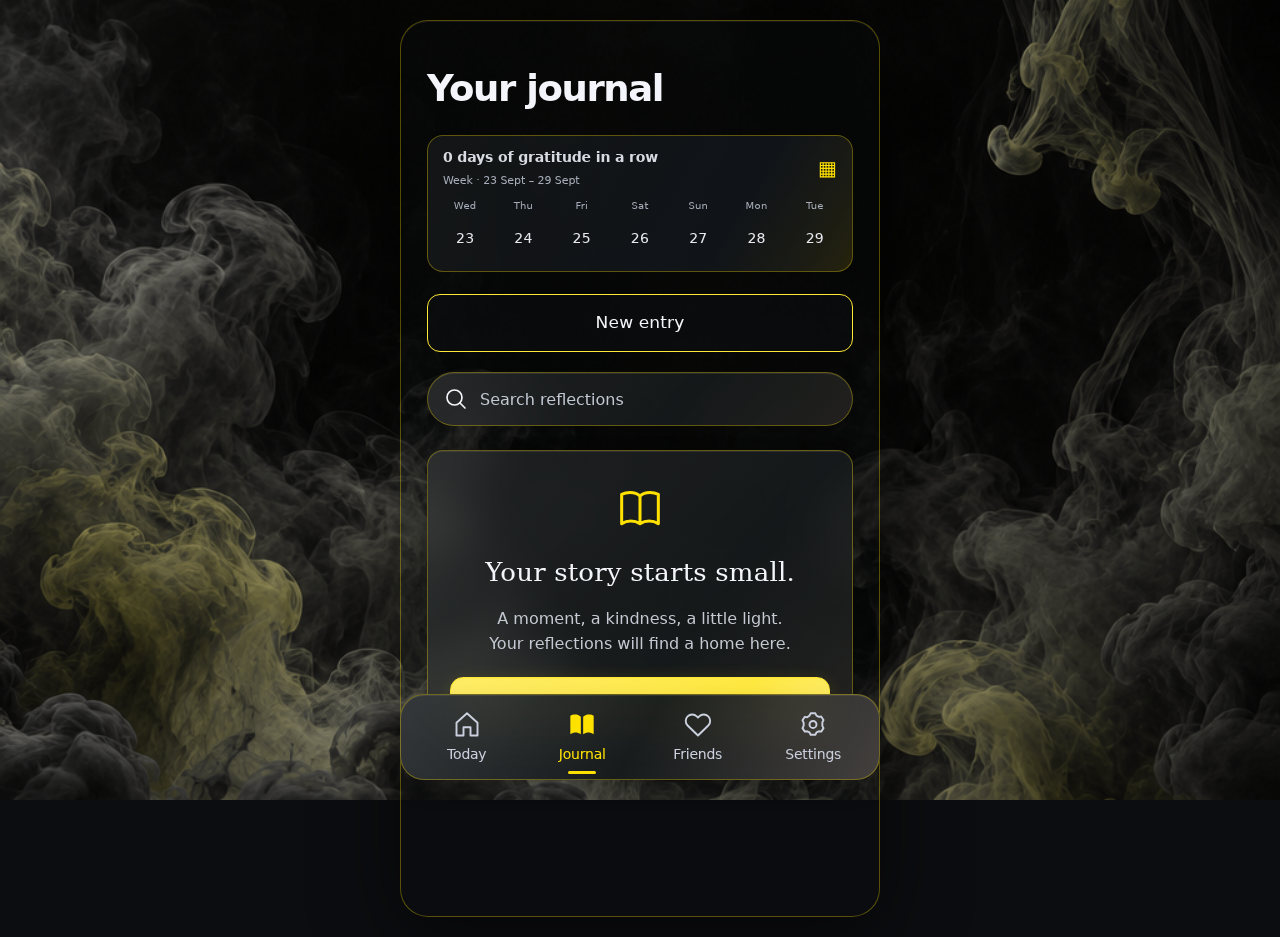 Your journal
0 days of gratitude in a row
Week · 23 Sept – 29 Sept
Wed Thu Fri Sat Sun Mon Tue
23 24 25 26 27 28 29
New entry
Search reflections
Your story starts small.
A moment, a kindness, a little light.
Your reflections will find a home here.
Today Journal Friends Settings